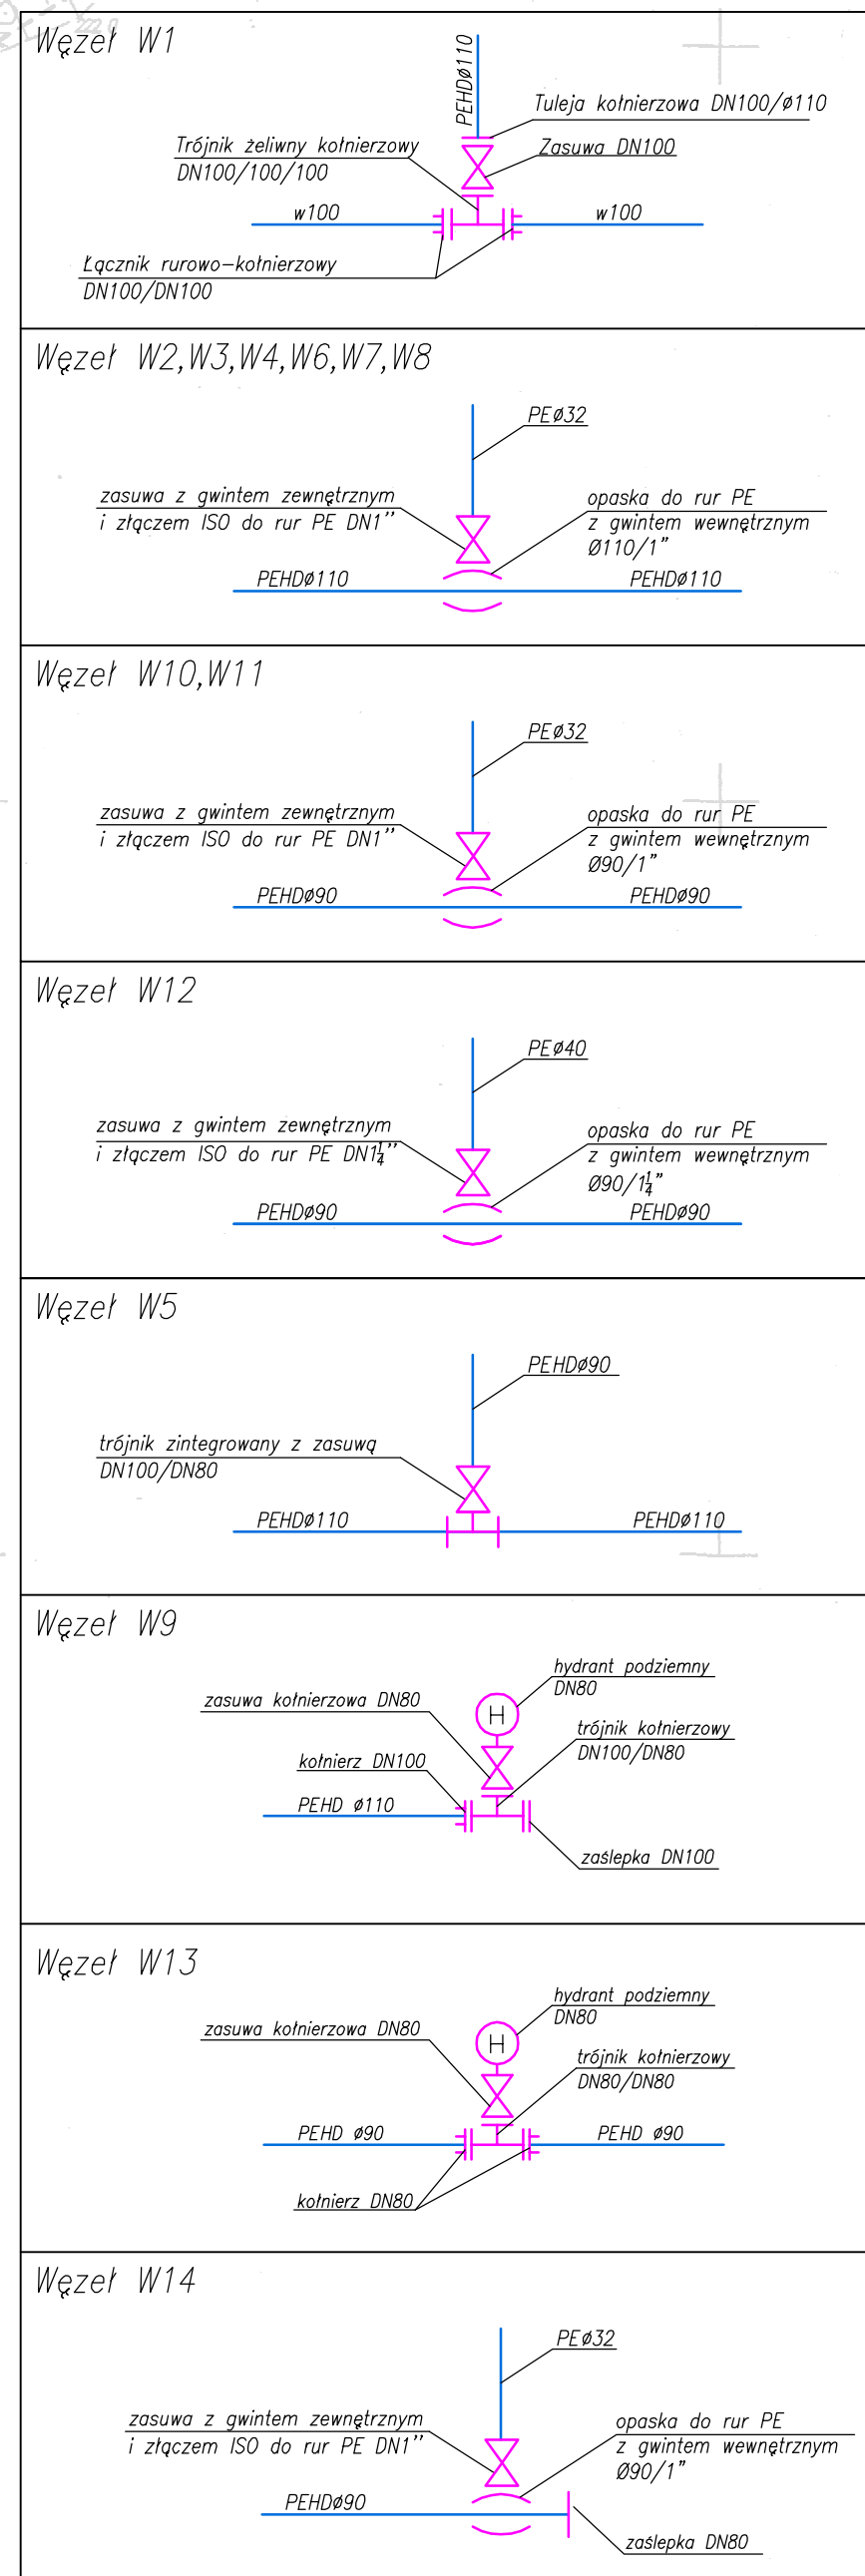 Węzeł W1
PEHDø110
Tuleja kołnierzowa DN100/ø110
Trójnik żeliwny kołnierzowy
DN100/100/100
Zasuwa DN100
w100
w100
Łącznik rurowo-kołnierzowy
DN100/DN100
Węzeł W2,W3,W4,W6,W7,W8
PEø32
zasuwa z gwintem zewnętrznym
i złączem ISO do rur PE DN1"
opaska do rur PE
z gwintem wewnętrznym
Ø110/1"
PEHDø110
PEHDø110
Węzeł W10,W11
PEø32
zasuwa z gwintem zewnętrznym
i złączem ISO do rur PE DN1"
opaska do rur PE
z gwintem wewnętrznym
Ø90/1"
PEHDø90
PEHDø90
Węzeł W12
PEø40
zasuwa z gwintem zewnętrznym
i złączem ISO do rur PE DN1¼"
opaska do rur PE
z gwintem wewnętrznym
Ø90/1¼"
PEHDø90
PEHDø90
Węzeł W5
PEHDø90
trójnik zintegrowany z zasuwą
DN100/DN80
PEHDø110
PEHDø110
Węzeł W9
hydrant podziemny
DN80
zasuwa kołnierzowa DN80
H
trójnik kołnierzowy
DN100/DN80
kołnierz DN100
PEHD ø110
zaślepka DN100
Węzeł W13
hydrant podziemny
DN80
zasuwa kołnierzowa DN80
H
trójnik kołnierzowy
DN80/DN80
PEHD ø90
PEHD ø90
kołnierz DN80
Węzeł W14
PEø32
zasuwa z gwintem zewnętrznym
i złączem ISO do rur PE DN1"
opaska do rur PE
z gwintem wewnętrznym
Ø90/1"
PEHDø90
zaślepka DN80